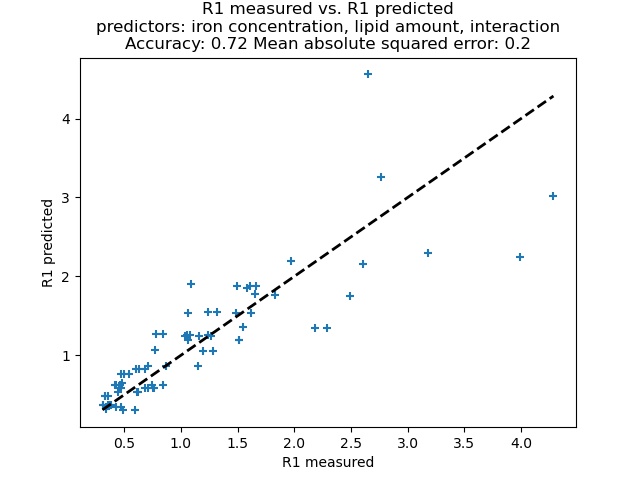 R1 measured vs. R1 predicted
predictors: iron concentration, lipid amount, interaction
Accuracy: 0.72 Mean absolute squared error: 0.2
4
3
2
1
R1 predicted
0.5 1.0 1.5 2.0 2.5 3.0 3.5 4.0
R1 measured